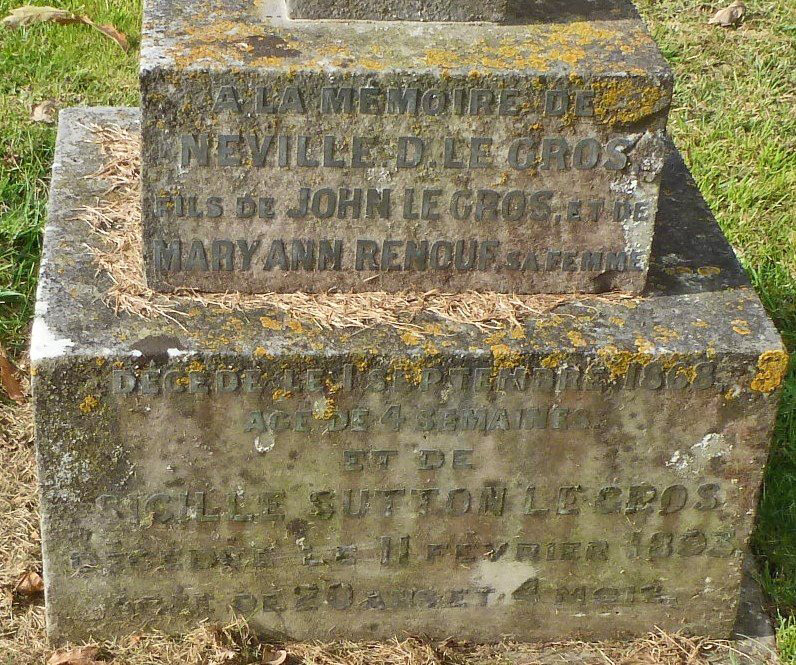 A LA MÉMOIRE DE
NEVILLE D. LE GROS
FILS DE JOHN LE GROS, ET DE
MARY ANN RENOUF. SA FEMME
DÉCÉDÉ LE 1 SEPTEMBRE 1868.
AGÉ DE 4 SEMAINES.
ET DE
SUTTON LE GROS
DÉCÉDÉE LE 11 FÉVRIER
AGÉE DE 20 ANS ET 4 MOIS.